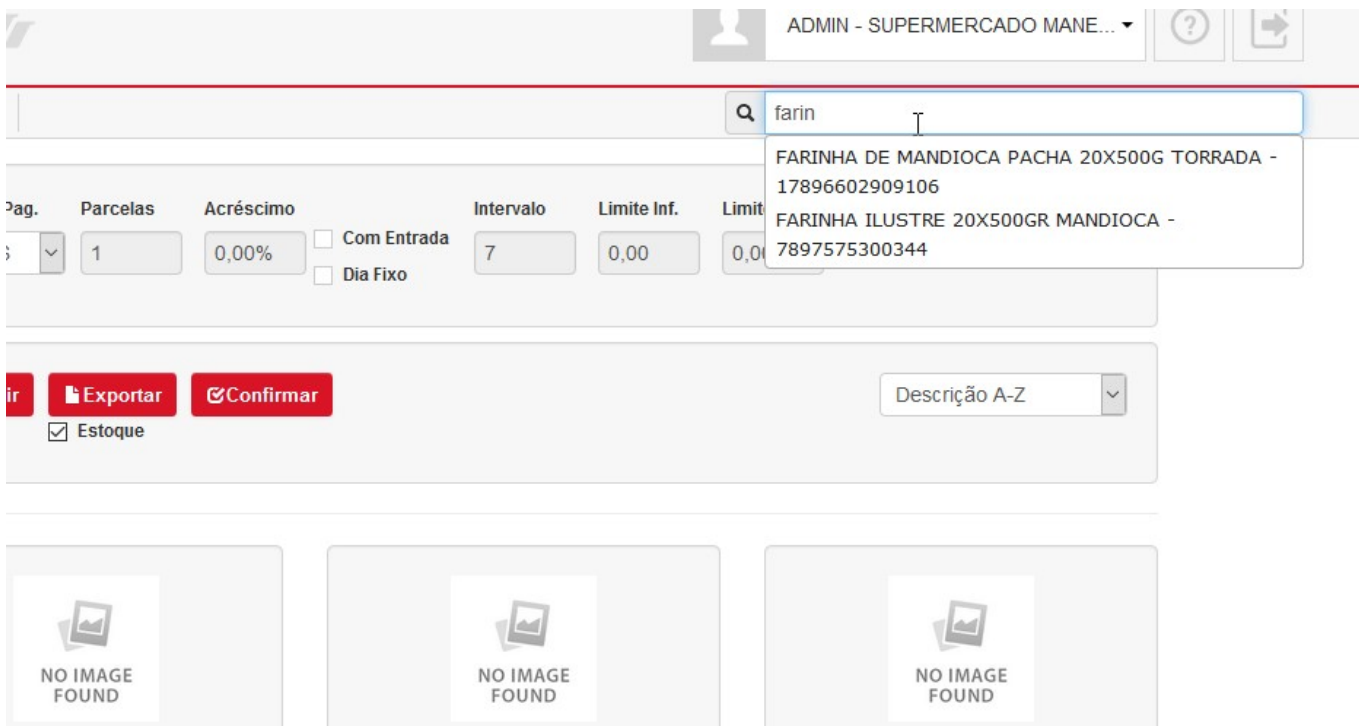 ADMIN - SUPERMERCADO MANE...
farin
FARINHA DE MANDIOCA PACHA 20X500G TORRADA -
17896602909106
FARINHA ILUSTRE 20X500GR MANDIOCA -
7897575300344
Pag. Parcelas Acréscimo Intervalo Limite Inf. Limit
1 0,00% Com Entrada 7 0,00 0,00
Dia Fixo
ir Exportar Confirmar Descrição A-Z
Estoque
NO IMAGE FOUND
NO IMAGE FOUND
NO IMAGE FOUND